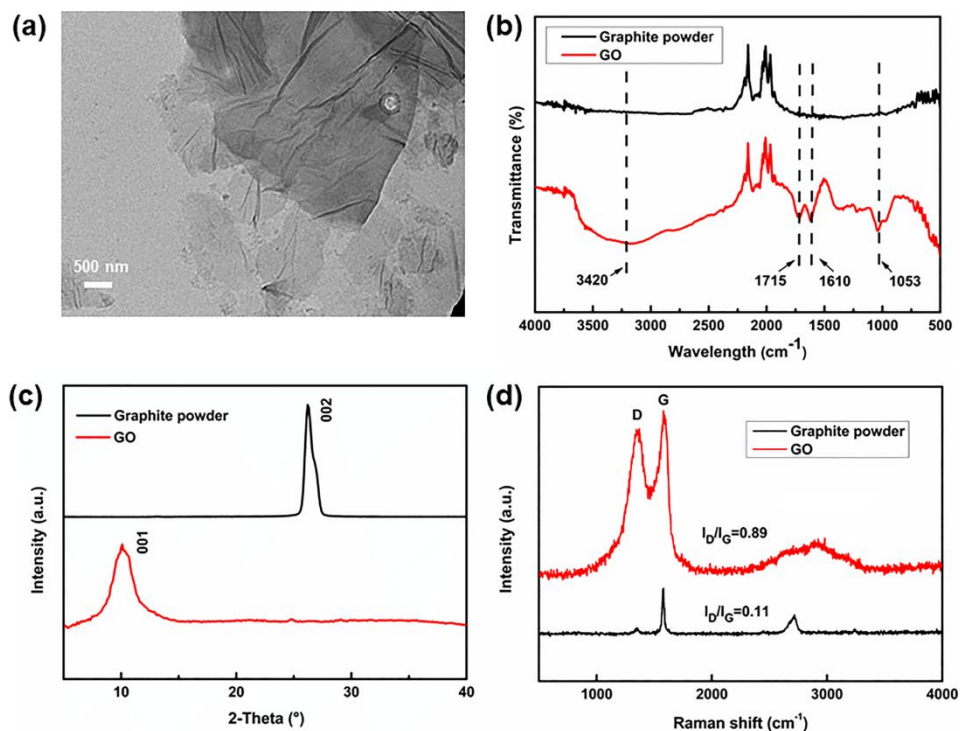 (a)
500 nm
(b)
Graphite powder
GO
Transmittance (%)
3420
1715
1610
1053
4000 3500 3000 2500 2000 1500 1000 500
Wavelength (cm⁻¹)
(c)
Graphite powder
GO
002
001
Intensity (a.u.)
10 20 30 40
2-Theta (°)
(d)
D
G
Graphite powder
GO
I_D/I_G=0.89
I_D/I_G=0.11
Intensity (a.u.)
1000 2000 3000 4000
Raman shift (cm⁻¹)